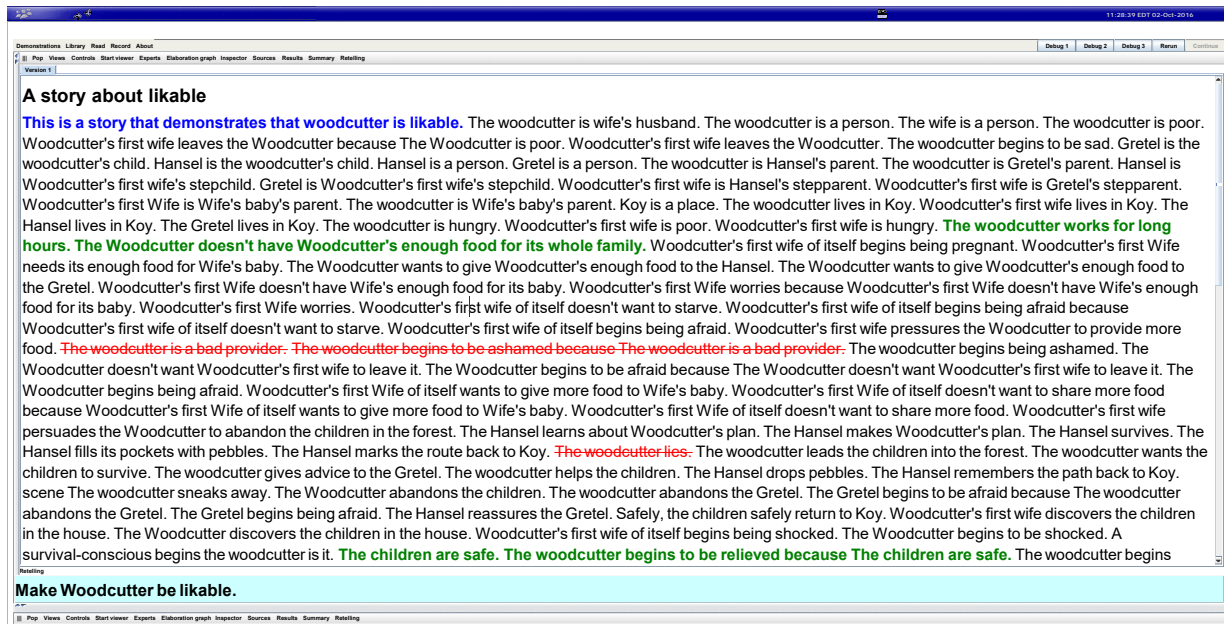 11:28:39 EDT 02-Oct-2016
Demonstrations Library Read Record About Debug 1 Debug 2 Debug 3 Rerun Continue
Pop Views Controls Start viewer Experts Elaboration graph Inspector Sources Results Summary Retelling
Version 1
A story about likable
This is a story that demonstrates that woodcutter is likable. The woodcutter is wife's husband. The woodcutter is a person. The wife is a person. The woodcutter is poor.
Woodcutter's first wife leaves the Woodcutter because The Woodcutter is poor. Woodcutter's first wife leaves the Woodcutter. The woodcutter begins to be sad. Gretel is the
woodcutter's child. Hansel is the woodcutter's child. Hansel is a person. Gretel is a person. The woodcutter is Hansel's parent. The woodcutter is Gretel's parent. Hansel is
Woodcutter's first wife's stepchild. Gretel is Woodcutter's first wife's stepchild. Woodcutter's first wife is Hansel's stepparent. Woodcutter's first wife is Gretel's stepparent.
Woodcutter's first Wife is Wife's baby's parent. The woodcutter is Wife's baby's parent. Koy is a place. The woodcutter lives in Koy. Woodcutter's first wife lives in Koy. The
Hansel lives in Koy. The Gretel lives in Koy. The woodcutter is hungry. Woodcutter's first wife is poor. Woodcutter's first wife is hungry. The woodcutter works for long
hours. The Woodcutter doesn't have Woodcutter's enough food for its whole family. Woodcutter's first wife of itself begins being pregnant. Woodcutter's first Wife
needs its enough food for Wife's baby. The Woodcutter wants to give Woodcutter's enough food to the Hansel. The Woodcutter wants to give Woodcutter's enough food to
the Gretel. Woodcutter's first Wife doesn't have Wife's enough food for its baby. Woodcutter's first Wife worries because Woodcutter's first Wife doesn't have Wife's enough
food for its baby. Woodcutter's first Wife worries. Woodcutter's first wife of itself doesn't want to starve. Woodcutter's first wife of itself begins being afraid because
Woodcutter's first wife of itself doesn't want to starve. Woodcutter's first wife of itself begins being afraid. Woodcutter's first wife pressures the Woodcutter to provide more
food. The woodcutter is a bad provider. The woodcutter begins to be ashamed because The woodcutter is a bad provider. The woodcutter begins being ashamed. The
Woodcutter doesn't want Woodcutter's first wife to leave it. The Woodcutter begins to be afraid because The Woodcutter doesn't want Woodcutter's first wife to leave it. The
Woodcutter begins being afraid. Woodcutter's first Wife of itself wants to give more food to Wife's baby. Woodcutter's first Wife of itself doesn't want to share more food
because Woodcutter's first Wife of itself wants to give more food to Wife's baby. Woodcutter's first Wife of itself doesn't want to share more food. Woodcutter's first wife
persuades the Woodcutter to abandon the children in the forest. The Hansel learns about Woodcutter's plan. The Hansel makes Woodcutter's plan. The Hansel survives. The
Hansel fills its pockets with pebbles. The Hansel marks the route back to Koy. The woodcutter lies. The woodcutter leads the children into the forest. The woodcutter wants the
children to survive. The woodcutter gives advice to the Gretel. The woodcutter helps the children. The Hansel drops pebbles. The Hansel remembers the path back to Koy.
scene The woodcutter sneaks away. The Woodcutter abandons the children. The woodcutter abandons the Gretel. The Gretel begins to be afraid because The woodcutter
abandons the Gretel. The Gretel begins being afraid. The Hansel reassures the Gretel. Safely, the children safely return to Koy. Woodcutter's first wife discovers the children
in the house. The Woodcutter discovers the children in the house. Woodcutter's first wife of itself begins being shocked. The Woodcutter begins to be shocked. A
survival-conscious begins the woodcutter is it. The children are safe. The woodcutter begins to be relieved because The children are safe. The woodcutter begins
Retelling
Make Woodcutter be likable.
Pop Views Controls Start viewer Experts Elaboration graph Inspector Sources Results Summary Retelling